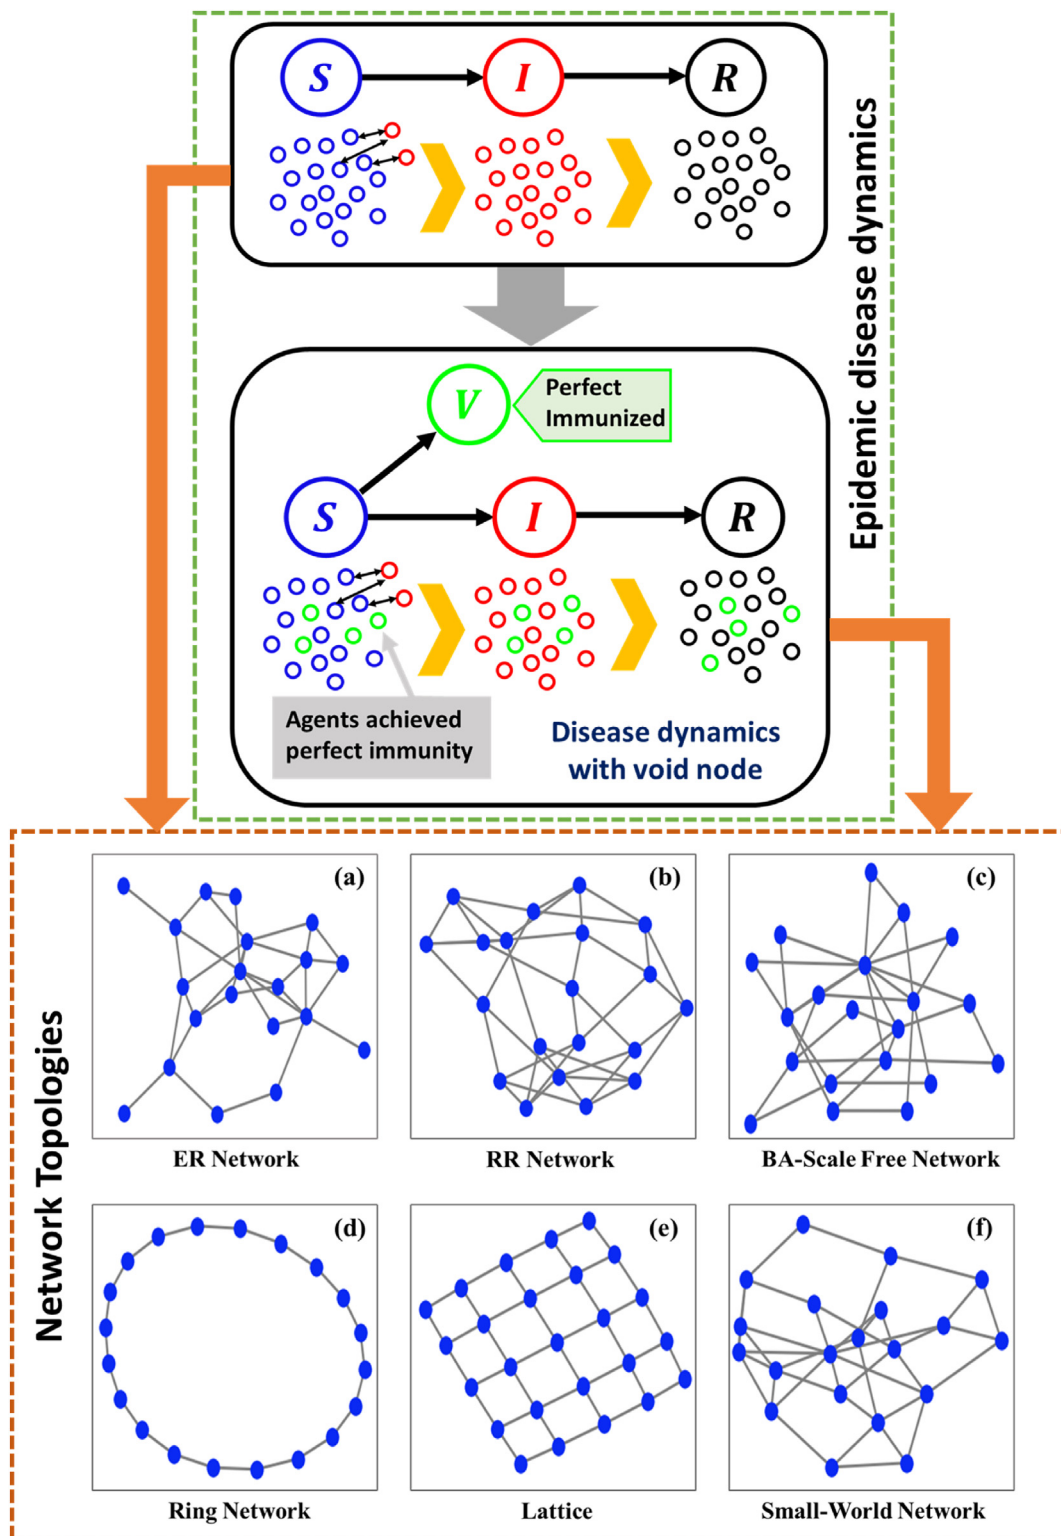 S
I
R
Epidemic disease dynamics
V
Perfect
Immunized
S
I
R
Agents achieved
perfect immunity
Disease dynamics
with void node
Network Topologies
(a)
(b)
(c)
ER Network
RR Network
BA-Scale Free Network
(d)
(e)
(f)
Ring Network
Lattice
Small-World Network